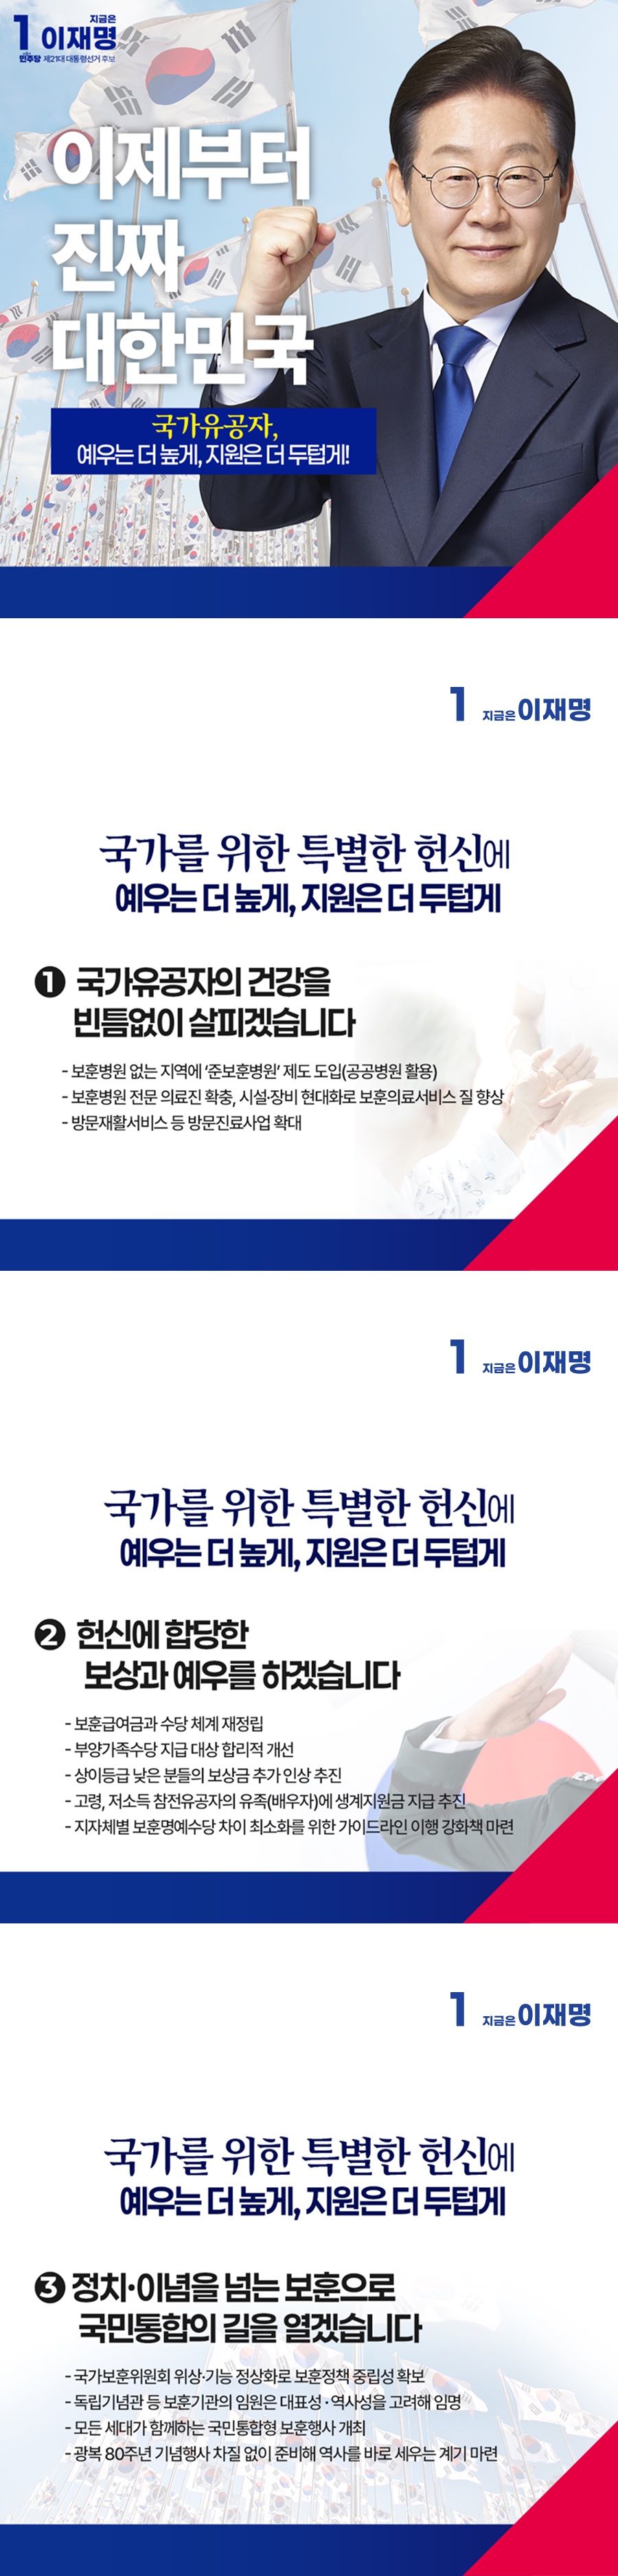 지금은
1 이재명
민주당 제21대 대통령선거 후보
이제부터
진짜
대한민국
국가유공자,
예우는 더 높게, 지원은 더 두텁게!
1 지금은 이재명
국가를 위한 특별한 헌신에
예우는 더 높게, 지원은 더 두텁게
❶ 국가유공자의 건강을
빈틈없이 살피겠습니다
- 보훈병원 없는 지역에 ‘준보훈병원’ 제도 도입(공공병원 활용)
- 보훈병원 전문 의료진 확충, 시설·장비 현대화로 보훈의료서비스 질 향상
- 방문재활서비스 등 방문진료사업 확대
1 지금은 이재명
국가를 위한 특별한 헌신에
예우는 더 높게, 지원은 더 두텁게
❷ 헌신에 합당한
보상과 예우를 하겠습니다
- 보훈급여금과 수당 체계 재정립
- 부양가족수당 지급 대상 합리적 개선
- 상이등급 낮은 분들의 보상금 추가 인상 추진
- 고령, 저소득 참전유공자의 유족(배우자)에 생계지원금 지급 추진
- 지자체별 보훈명예수당 차이 최소화를 위한 가이드라인 이행 강화책 마련
1 지금은 이재명
국가를 위한 특별한 헌신에
예우는 더 높게, 지원은 더 두텁게
❸ 정치·이념을 넘는 보훈으로
국민통합의 길을 열겠습니다
- 국가보훈위원회 위상·기능 정상화로 보훈정책 중립성 확보
- 독립기념관 등 보훈기관의 임원은 대표성·역사성을 고려해 임명
- 모든 세대가 함께하는 국민통합형 보훈행사 개최
- 광복 80주년 기념행사 차질 없이 준비해 역사를 바로 세우는 계기 마련